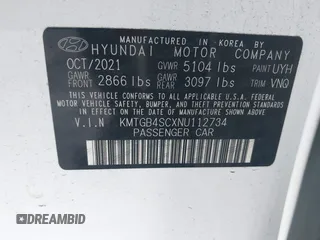 MANUFACTURED IN KOREA BY
HYUNDAI MOTOR COMPANY
OCT/2021 GVWR 5104 lbs PAINT UYH
GAWR FRONT 2866 lbs GAWR REAR 3097 lbs TRIM VNQ
THIS VEHICLE CONFORMS TO ALL APPLICABLE U.S. FEDERAL MOTOR
VEHICLE SAFETY, BUMPER, AND THEFT PREVENTION STANDARDS IN
EFFECT ON THE DATE OF MANUFACTURE SHOWN ABOVE.
V.I.N KMTGB4SCXNU112734
PASSENGER CAR
DREAMBID